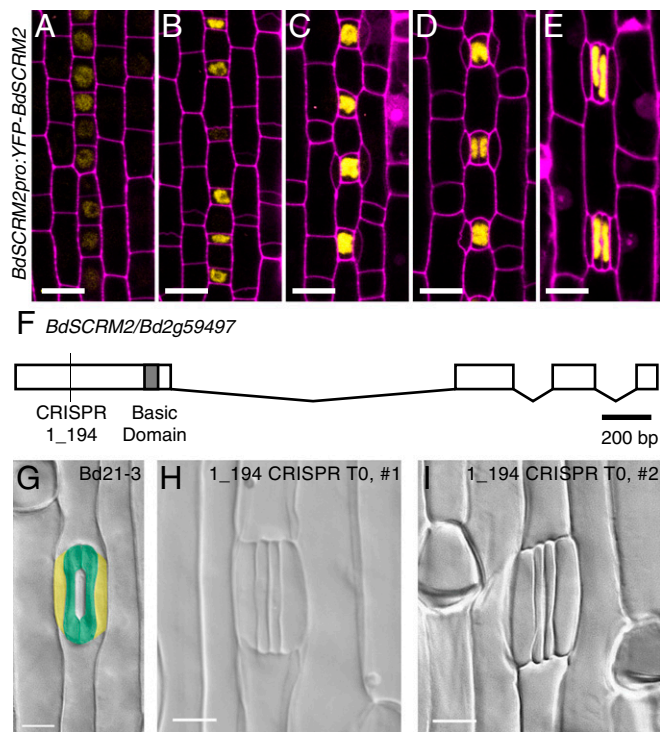 A
B
C
D
E
BdSCRM2pro:YFP-BdSCRM2
F BdSCRM2/Bd2g59497
CRISPR
1_194
Basic
Domain
200 bp
G Bd21-3
H 1_194 CRISPR T0, #1
I 1_194 CRISPR T0, #2